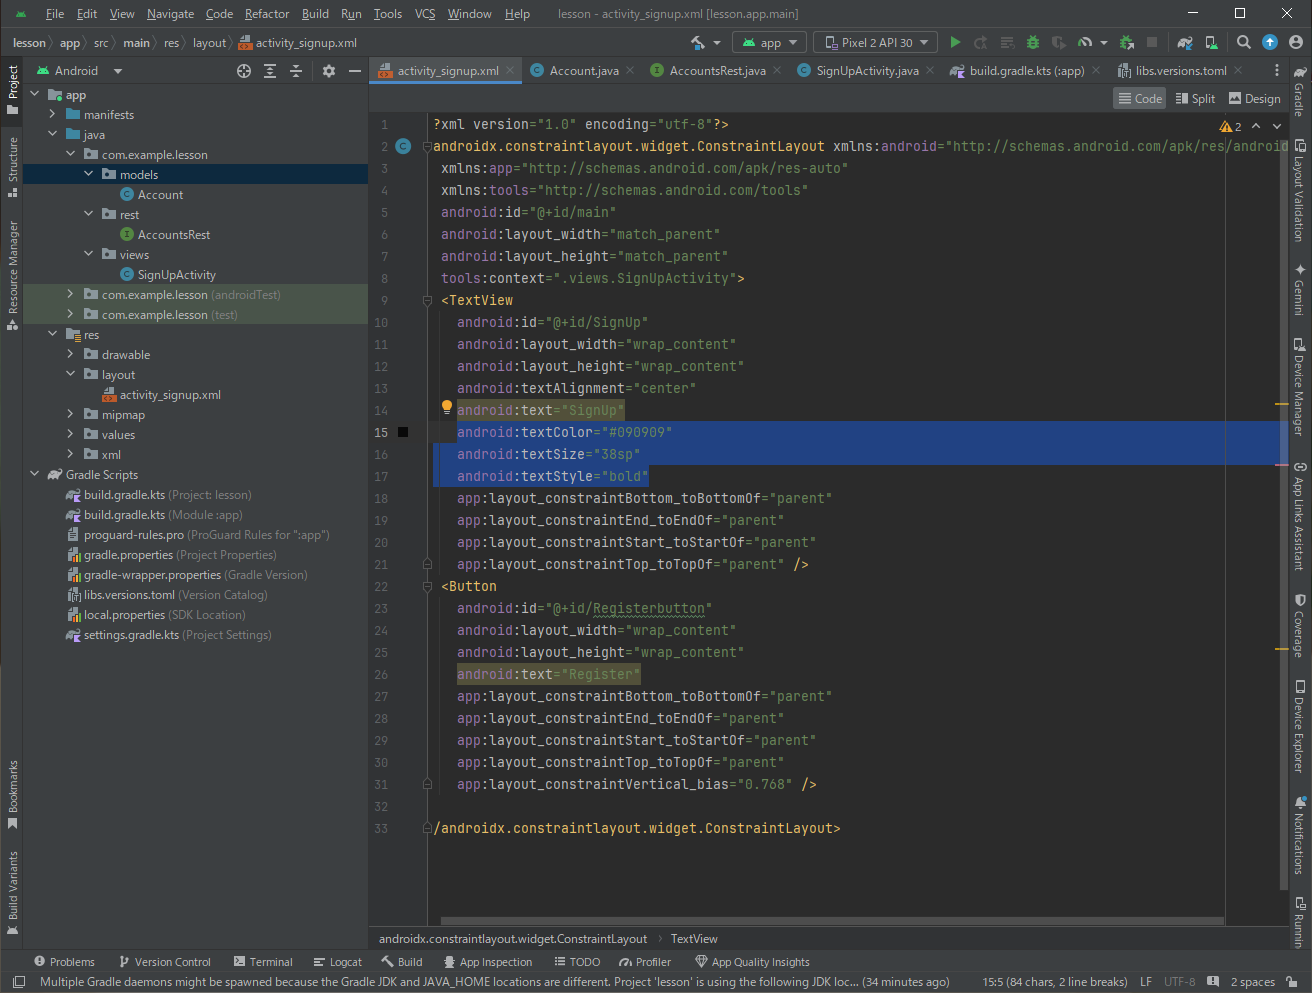 File Edit View Navigate Code Refactor Build Run Tools VCS Window Help lesson - activity_signup.xml [lesson.app.main]
lesson app src main res layout activity_signup.xml app Pixel 2 API 30
Project
Structure
Resource Manager
Bookmarks
Build Variants
Android
app
manifests
java
com.example.lesson
models
Account
rest
AccountsRest
views
SignUpActivity
com.example.lesson (androidTest)
com.example.lesson (test)
res
drawable
layout
activity_signup.xml
mipmap
values
xml
Gradle Scripts
build.gradle.kts (Project: lesson)
build.gradle.kts (Module :app)
proguard-rules.pro (ProGuard Rules for ":app")
gradle.properties (Project Properties)
gradle-wrapper.properties (Gradle Version)
libs.versions.toml (Version Catalog)
local.properties (SDK Location)
settings.gradle.kts (Project Settings)
activity_signup.xml Account.java AccountsRest.java SignUpActivity.java build.gradle.kts (:app) libs.versions.toml
Code Split Design
2
1 ?xml version="1.0" encoding="utf-8"?>
2 androidx.constraintlayout.widget.ConstraintLayout xmlns:android="http://schemas.android.com/apk/res/android
3 xmlns:app="http://schemas.android.com/apk/res-auto"
4 xmlns:tools="http://schemas.android.com/tools"
5 android:id="@+id/main"
6 android:layout_width="match_parent"
7 android:layout_height="match_parent"
8 tools:context=".views.SignUpActivity">
9 <TextView
10 android:id="@+id/SignUp"
11 android:layout_width="wrap_content"
12 android:layout_height="wrap_content"
13 android:textAlignment="center"
14 android:text="SignUp"
15 android:textColor="#090909"
16 android:textSize="38sp"
17 android:textStyle="bold"
18 app:layout_constraintBottom_toBottomOf="parent"
19 app:layout_constraintEnd_toEndOf="parent"
20 app:layout_constraintStart_toStartOf="parent"
21 app:layout_constraintTop_toTopOf="parent" />
22 <Button
23 android:id="@+id/Registerbutton"
24 android:layout_width="wrap_content"
25 android:layout_height="wrap_content"
26 android:text="Register"
27 app:layout_constraintBottom_toBottomOf="parent"
28 app:layout_constraintEnd_toEndOf="parent"
29 app:layout_constraintStart_toStartOf="parent"
30 app:layout_constraintTop_toTopOf="parent"
31 app:layout_constraintVertical_bias="0.768" />
32
33 /androidx.constraintlayout.widget.ConstraintLayout>
androidx.constraintlayout.widget.ConstraintLayout TextView
Gradle
Layout Validation
Gemini
Device Manager
App Links Assistant
Coverage
Device Explorer
Notifications
Runnin
Problems Version Control Terminal Logcat Build App Inspection TODO Profiler App Quality Insights
Multiple Gradle daemons might be spawned because the Gradle JDK and JAVA_HOME locations are different. Project 'lesson' is using the following JDK loc... (34 minutes ago) 15:5 (84 chars, 2 line breaks) LF UTF-8 2 spaces